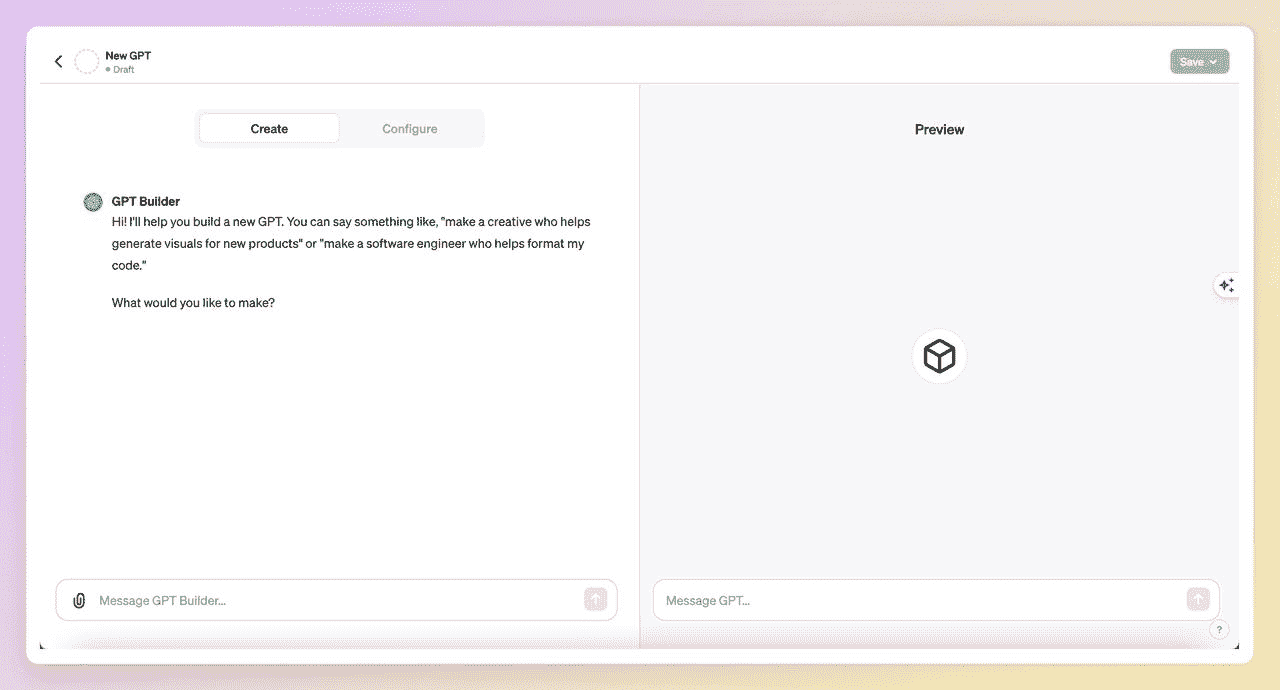 New GPT
Draft
Save
Create
Configure
Preview
GPT Builder
Hi! I'll help you build a new GPT. You can say something like, "make a creative who helps
generate visuals for new products" or "make a software engineer who helps format my
code."
What would you like to make?
Message GPT Builder...
Message GPT...
?